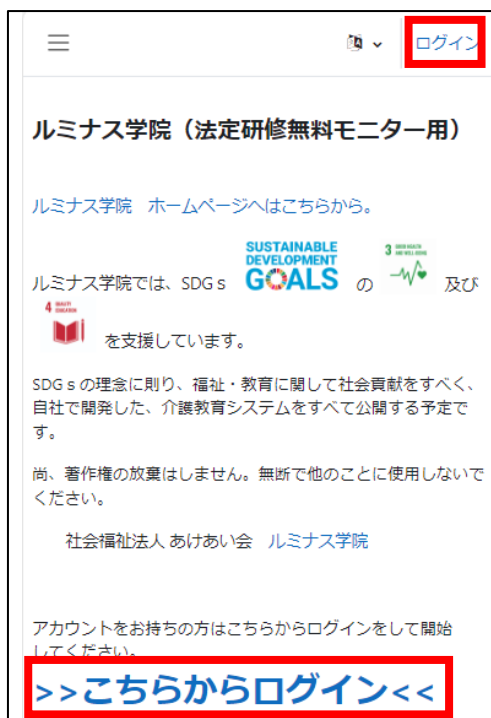 ログイン
ルミナス学院（法定研修無料モニター用）
ルミナス学院　ホームページへはこちらから。
SUSTAINABLE
DEVELOPMENT
GOALS
3 GOOD HEALTH
AND WELL-BEING
ルミナス学院では、SDGｓ の 及び
4 QUALITY
EDUCATION
を支援しています。
SDGｓの理念に則り、福祉・教育に関して社会貢献をすべく、
自社で開発した、介護教育システムをすべて公開する予定で
す。
尚、著作権の放棄はしません。無断で他のことに使用しないで
ください。
社会福祉法人 あけあい会　ルミナス学院
アカウントをお持ちの方はこちらからログインをして開始
してください。
>>こちらからログイン<<